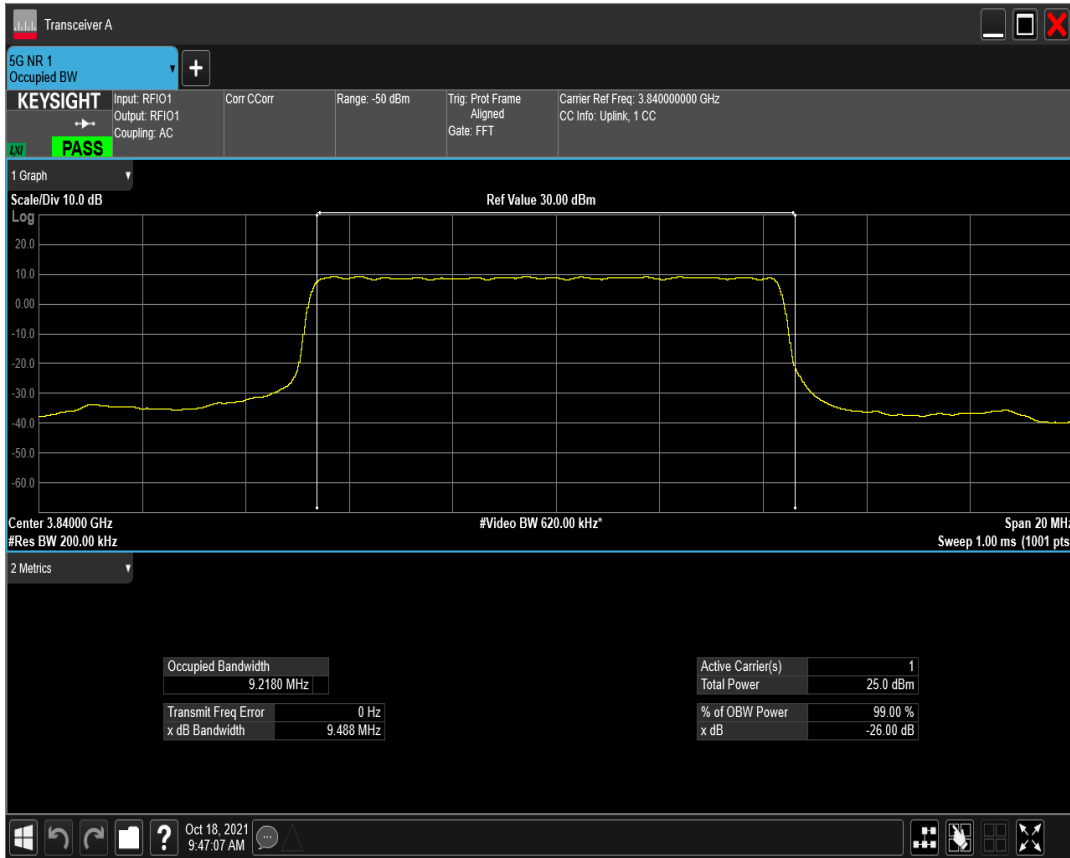 Transceiver A
5G NR 1
Occupied BW
+
KEYSIGHT
LXI
PASS
Input: RFIO1
Output: RFIO1
Coupling: AC
Corr CCorr
Range: -50 dBm
Trig: Prot Frame
Aligned
Gate: FFT
Carrier Ref Freq: 3.840000000 GHz
CC Info: Uplink, 1 CC
1 Graph
Scale/Div 10.0 dB
Ref Value 30.00 dBm
Log
20.0
10.0
0.00
-10.0
-20.0
-30.0
-40.0
-50.0
-60.0
Center 3.84000 GHz
#Video BW 620.00 kHz*
Span 20 MHz
#Res BW 200.00 kHz
Sweep 1.00 ms (1001 pts
2 Metrics
Occupied Bandwidth
9.2180 MHz
Transmit Freq Error 0 Hz
x dB Bandwidth 9.488 MHz
Active Carrier(s) 1
Total Power 25.0 dBm
% of OBW Power 99.00 %
x dB -26.00 dB
?
Oct 18, 2021
9:47:07 AM